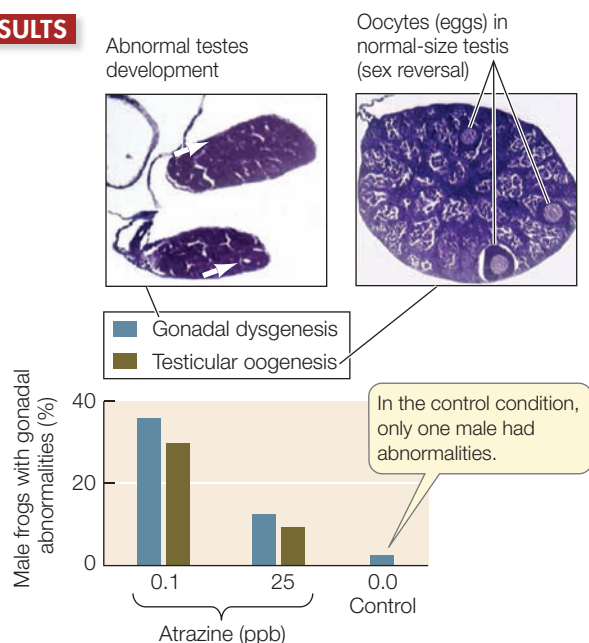 SULTS
Abnormal testes
development
Oocytes (eggs) in
normal-size testis
(sex reversal)
Gonadal dysgenesis
Testicular oogenesis
Male frogs with gonadal
abnormalities (%)
40
20
0
In the control condition,
only one male had
abnormalities.
0.1
25
0.0
Control
Atrazine (ppb)